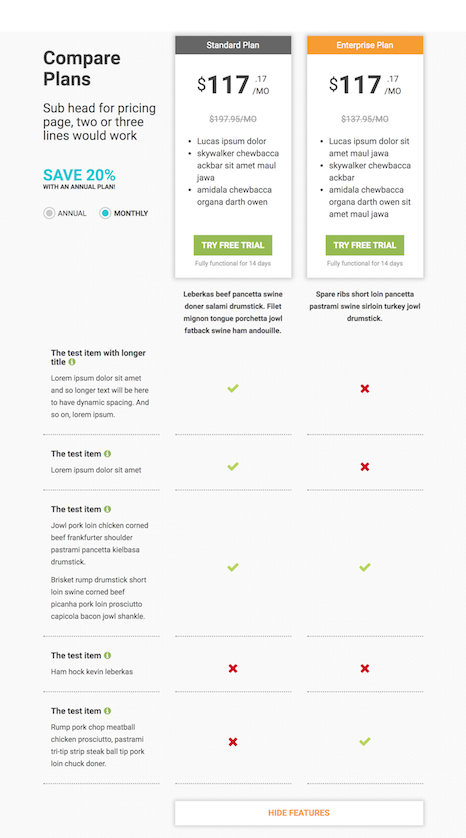 Compare
Plans
Sub head for pricing
page, two or three
lines would work
SAVE 20%
WITH AN ANNUAL PLAN!
ANNUAL
MONTHLY
Standard Plan
$117.17
/MO
$197.95/MO
Lucas ipsum dolor
skywalker chewbacca
ackbar sit amet maul
jawa
amidala chewbacca
organa darth owen
TRY FREE TRIAL
Fully functional for 14 days
Enterprise Plan
$117.17
/MO
$137.95/MO
Lucas ipsum dolor sit
amet maul jawa
skywalker chewbacca
ackbar
amidala chewbacca
organa darth owen sit
amet maul jawa
TRY FREE TRIAL
Fully functional for 14 days
Leberkas beef pancetta swine
doner salami drumstick. Filet
mignon tongue porchetta jowl
fatback swine ham andouille.
Spare ribs short loin pancetta
pastrami swine sirloin turkey jowl
drumstick.
The test item with longer
title
Lorem ipsum dolor sit amet
and so longer text will be here
to have dynamic spacing. And
so on, lorem ipsum.
The test item
Lorem ipsum dolor sit amet
The test item
Jowl pork loin chicken corned
beef frankfurter shoulder
pastrami pancetta kielbasa
drumstick.
Brisket rump drumstick short
loin swine corned beef
picanha pork loin prosciutto
capicola bacon jowl shankle.
The test item
Ham hock kevin leberkas
The test item
Rump pork chop meatball
chicken prosciutto, pastrami
tri-tip strip steak ball tip pork
loin chuck doner.
HIDE FEATURES